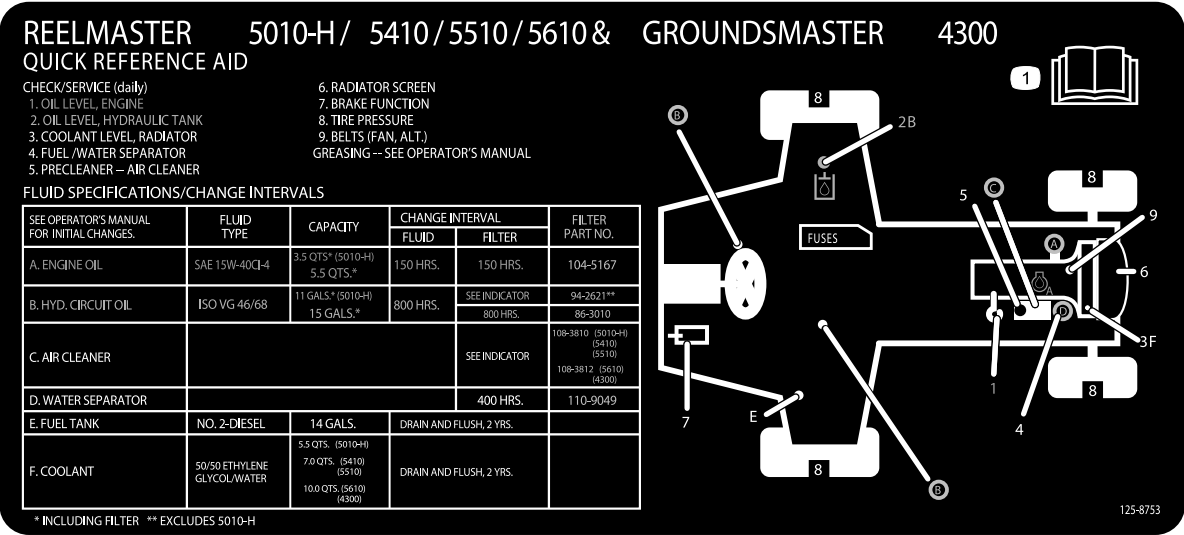 REELMASTER 5010-H / 5410 / 5510 / 5610 & GROUNDSMASTER 4300
QUICK REFERENCE AID
CHECK/SERVICE (daily)
1. OIL LEVEL, ENGINE
2. OIL LEVEL, HYDRAULIC TANK
3. COOLANT LEVEL, RADIATOR
4. FUEL /WATER SEPARATOR
5. PRECLEANER – AIR CLEANER
6. RADIATOR SCREEN
7. BRAKE FUNCTION
8. TIRE PRESSURE
9. BELTS (FAN, ALT.)
GREASING -- SEE OPERATOR'S MANUAL
FLUID SPECIFICATIONS/CHANGE INTERVALS
SEE OPERATOR'S MANUAL
FOR INITIAL CHANGES.
FLUID
TYPE
CAPACITY
CHANGE INTERVAL
FLUID
FILTER
FILTER
PART NO.
A. ENGINE OIL
SAE 15W-40CI-4
3.5 QTS* (5010-H)
5.5 QTS.*
150 HRS.
150 HRS.
104-5167
B. HYD. CIRCUIT OIL
ISO VG 46/68
11 GALS.* (5010-H)
15 GALS.*
800 HRS.
SEE INDICATOR
94-2621**
800 HRS.
86-3010
C. AIR CLEANER
SEE INDICATOR
108-3810 (5010-H)
(5410)
(5510)
108-3812 (5610)
(4300)
D. WATER SEPARATOR
400 HRS.
110-9049
E. FUEL TANK
NO. 2-DIESEL
14 GALS.
DRAIN AND FLUSH, 2 YRS.
F. COOLANT
50/50 ETHYLENE
GLYCOL/WATER
5.5 QTS. (5010-H)
7.0 QTS. (5410)
(5510)
10.0 QTS. (5610)
(4300)
DRAIN AND FLUSH, 2 YRS.
* INCLUDING FILTER ** EXCLUDES 5010-H
1
8
B
2B
8
5
C
9
FUSES
A
6
A
D
3F
7
E
1
8
4
8
B
125-8753